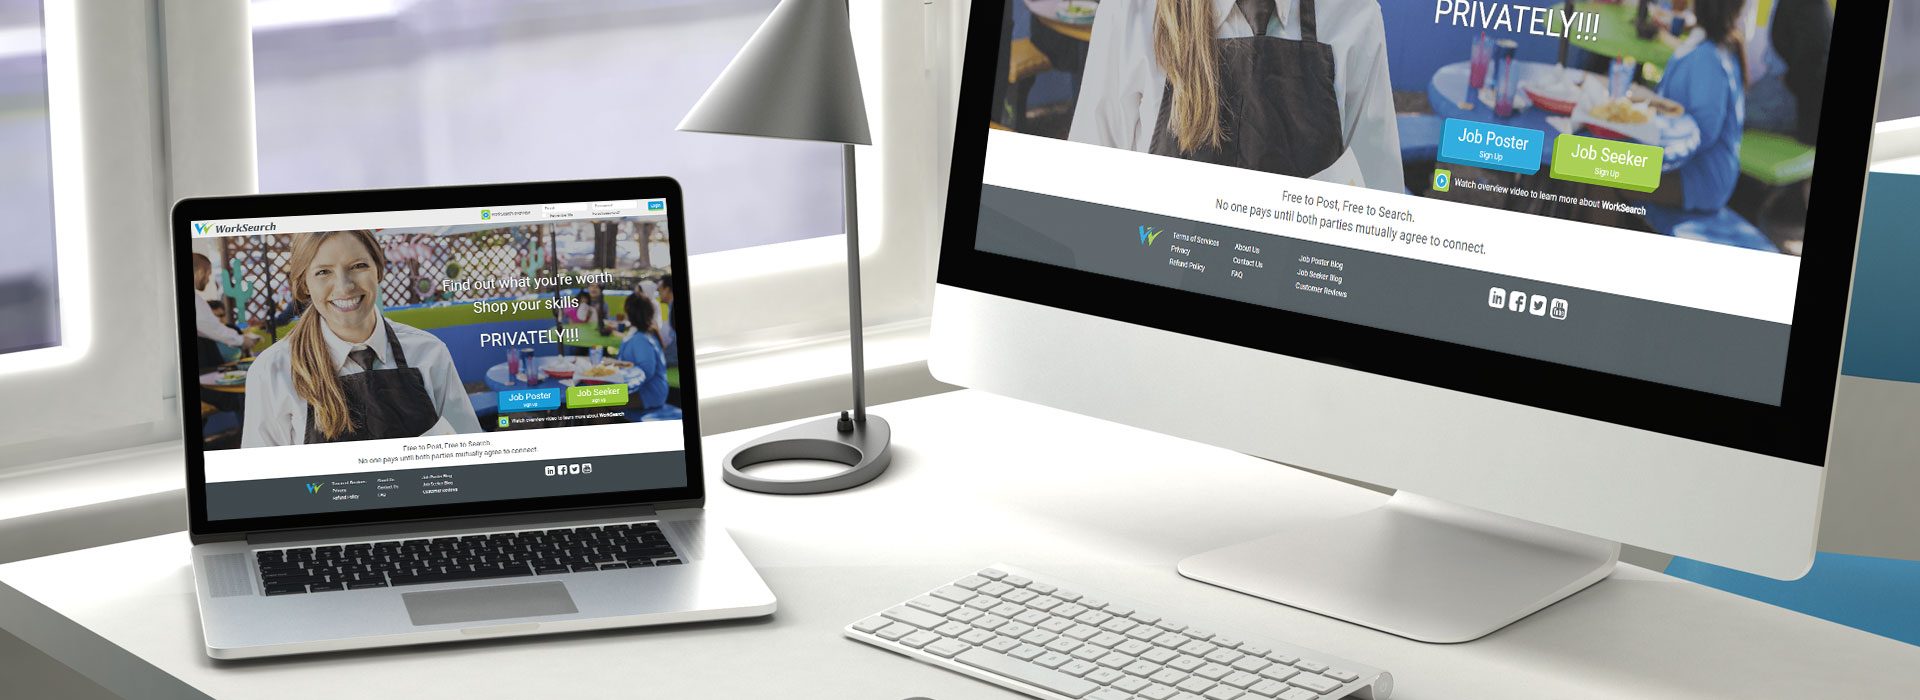 WorkSearch
WorkSearch overview
Remember Me
Login
Find out what you're worth
Shop your skills
PRIVATELY!!!
Job Poster
Sign Up
Job Seeker
Sign Up
Watch overview video to learn more about WorkSearch
Free to Post, Free to Search.
No one pays until both parties mutually agree to connect.
Terms of Services
Privacy
Refund Policy
About Us
Contact Us
FAQ
Job Poster Blog
Job Seeker Blog
Customer Reviews
PRIVATELY!!!
Job Poster
Sign Up
Job Seeker
Sign Up
Watch overview video to learn more about WorkSearch
Free to Post, Free to Search.
No one pays until both parties mutually agree to connect.
Terms of Services
Privacy
Refund Policy
About Us
Contact Us
FAQ
Job Poster Blog
Job Seeker Blog
Customer Reviews
in
You
Tube